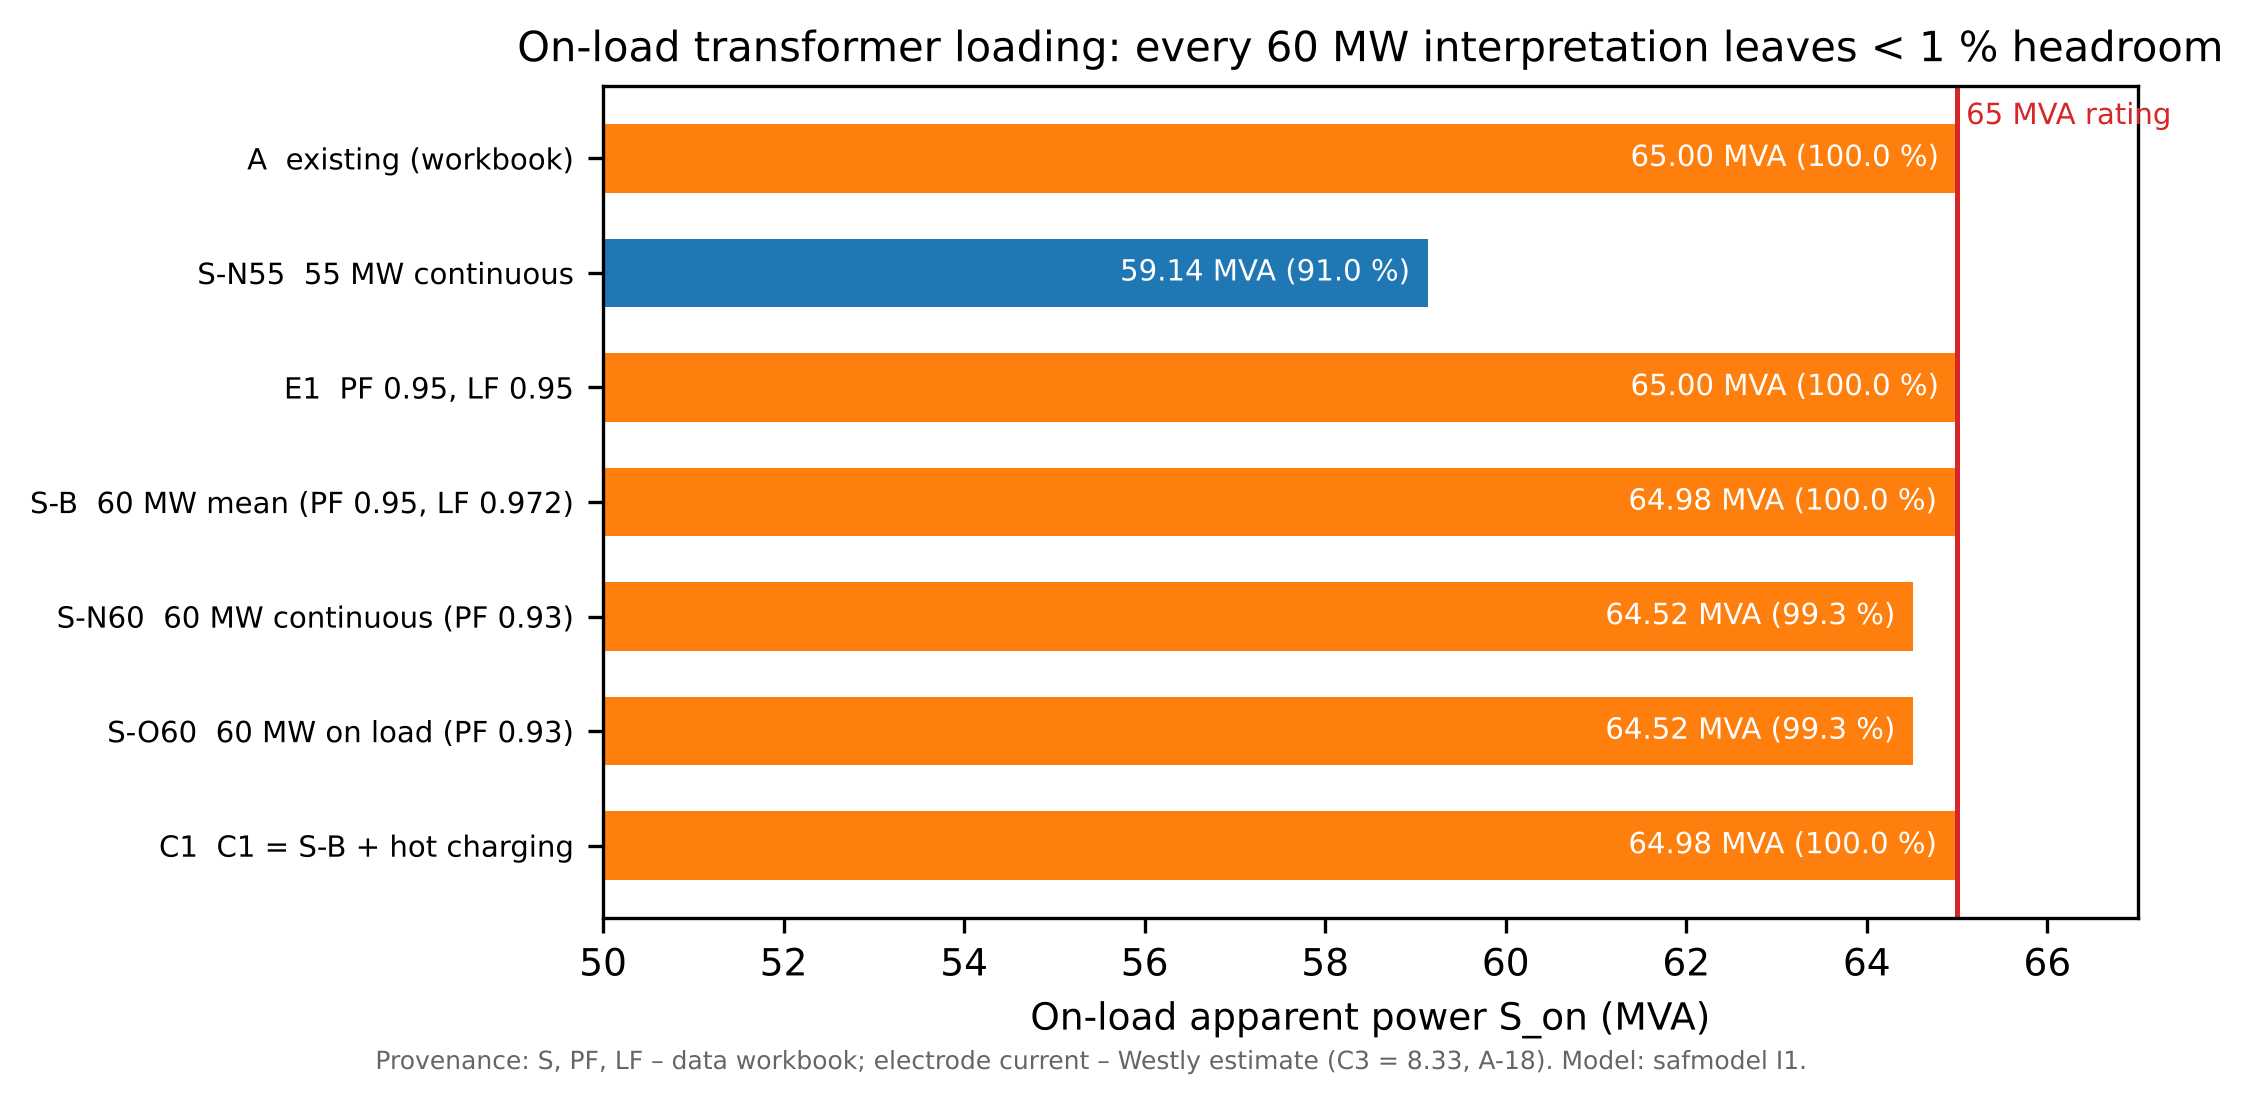 On-load transformer loading: every 60 MW interpretation leaves < 1 % headroom
65 MVA rating
A  existing (workbook)
65.00 MVA (100.0 %)
S-N55  55 MW continuous
59.14 MVA (91.0 %)
E1  PF 0.95, LF 0.95
65.00 MVA (100.0 %)
S-B  60 MW mean (PF 0.95, LF 0.972)
64.98 MVA (100.0 %)
S-N60  60 MW continuous (PF 0.93)
64.52 MVA (99.3 %)
S-O60  60 MW on load (PF 0.93)
64.52 MVA (99.3 %)
C1  C1 = S-B + hot charging
64.98 MVA (100.0 %)
50 52 54 56 58 60 62 64 66
On-load apparent power S_on (MVA)
Provenance: S, PF, LF – data workbook; electrode current – Westly estimate (C3 = 8.33, A-18). Model: safmodel I1.